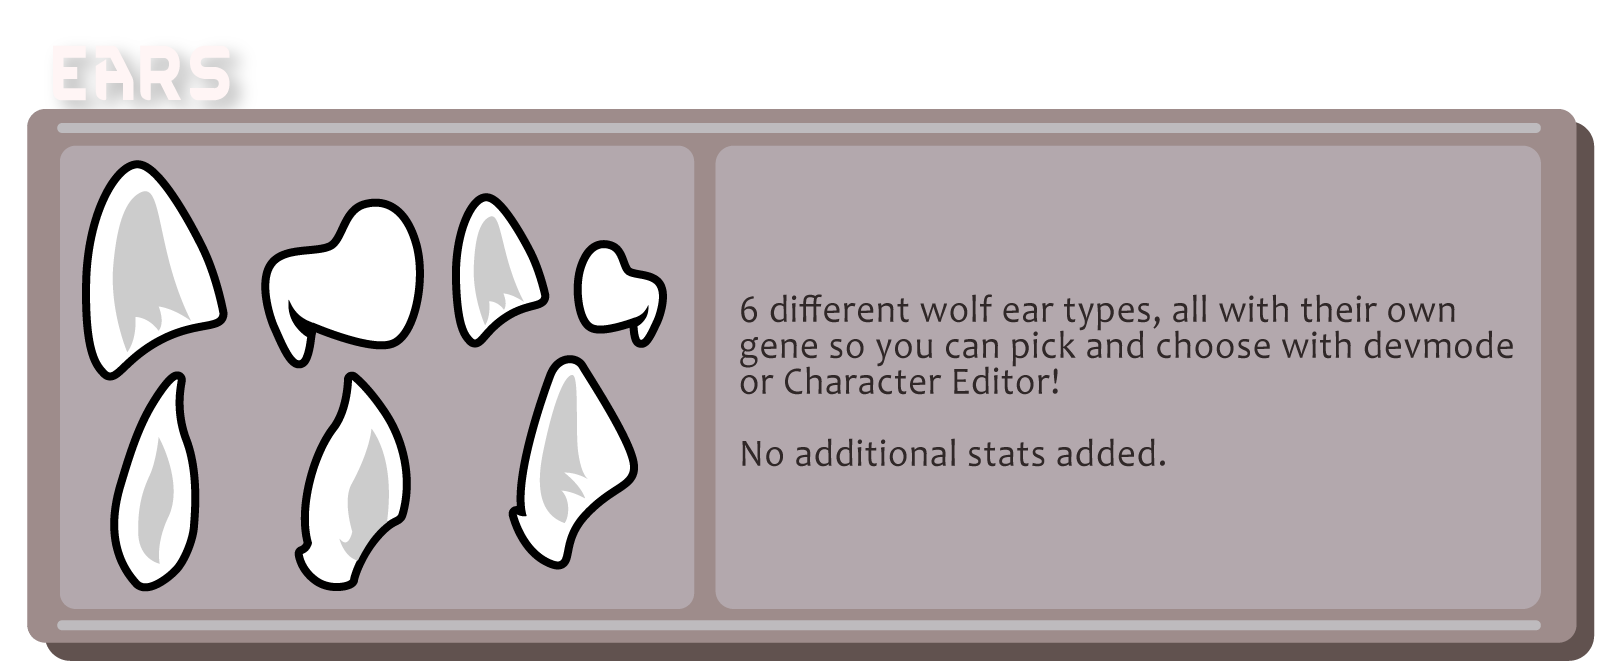 EARS
6 different wolf ear types, all with their own
gene so you can pick and choose with devmode
or Character Editor!
No additional stats added.